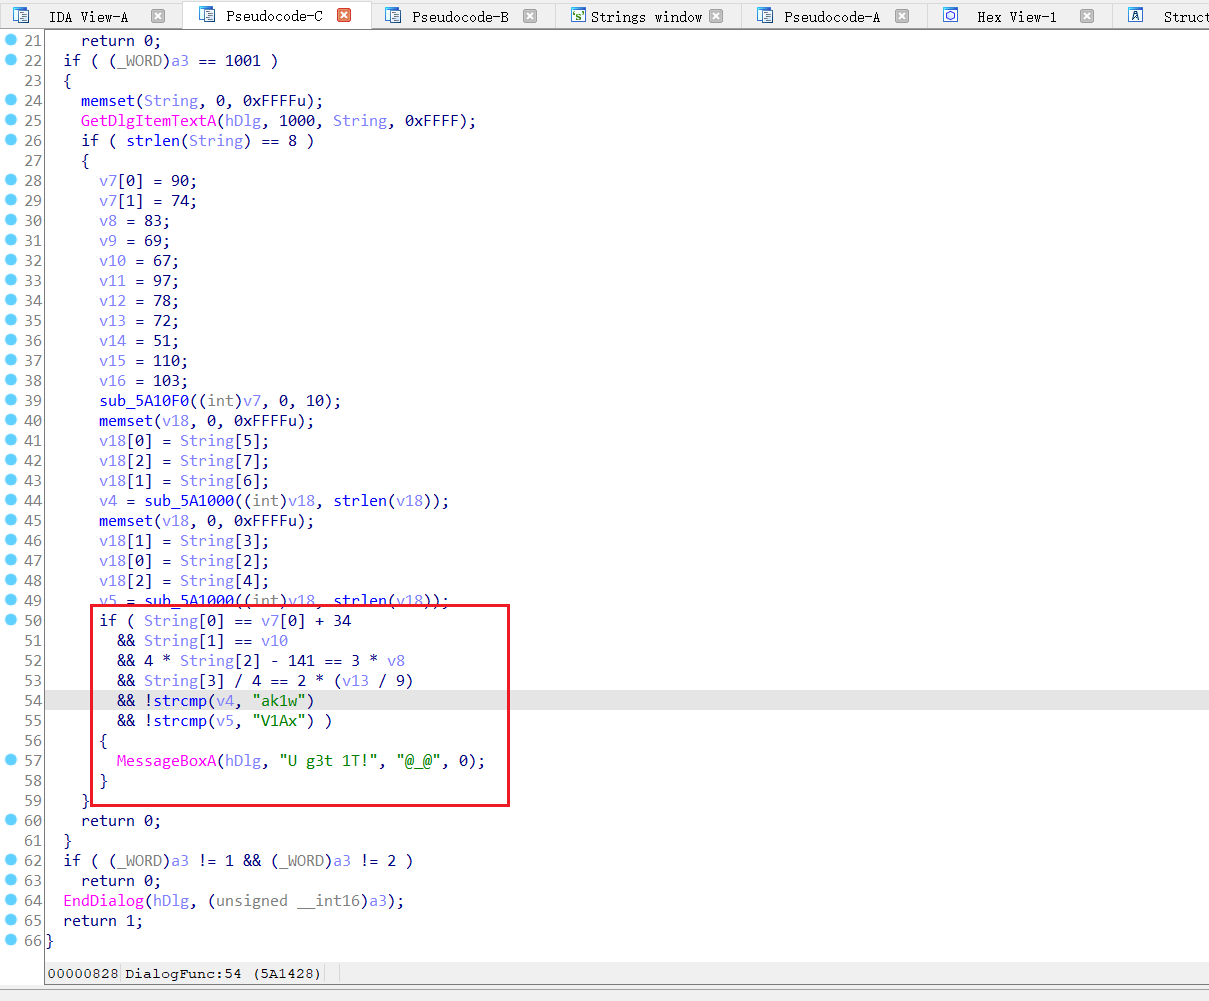 IDA View-A Pseudocode-C Pseudocode-B Strings window Pseudocode-A Hex View-1 Struct
21 return 0;
22 if ( (_WORD)a3 == 1001 )
23 {
24 memset(String, 0, 0xFFFFu);
25 GetDlgItemTextA(hDlg, 1000, String, 0xFFFF);
26 if ( strlen(String) == 8 )
27 {
28 v7[0] = 90;
29 v7[1] = 74;
30 v8 = 83;
31 v9 = 69;
32 v10 = 67;
33 v11 = 97;
34 v12 = 78;
35 v13 = 72;
36 v14 = 51;
37 v15 = 110;
38 v16 = 103;
39 sub_5A10F0((int)v7, 0, 10);
40 memset(v18, 0, 0xFFFFu);
41 v18[0] = String[5];
42 v18[2] = String[7];
43 v18[1] = String[6];
44 v4 = sub_5A1000((int)v18, strlen(v18));
45 memset(v18, 0, 0xFFFFu);
46 v18[1] = String[3];
47 v18[0] = String[2];
48 v18[2] = String[4];
49 v5 = sub_5A1000((int)v18, strlen(v18));
50 if ( String[0] == v7[0] + 34
51 && String[1] == v10
52 && 4 * String[2] - 141 == 3 * v8
53 && String[3] / 4 == 2 * (v13 / 9)
54 && !strcmp(v4, "ak1w")
55 && !strcmp(v5, "V1Ax") )
56 {
57 MessageBoxA(hDlg, "U g3t 1T!", "@_@", 0);
58 }
59 }
60 return 0;
61 }
62 if ( (_WORD)a3 != 1 && (_WORD)a3 != 2 )
63 return 0;
64 EndDialog(hDlg, (unsigned __int16)a3);
65 return 1;
66 }
00000828 DialogFunc:54 (5A1428)